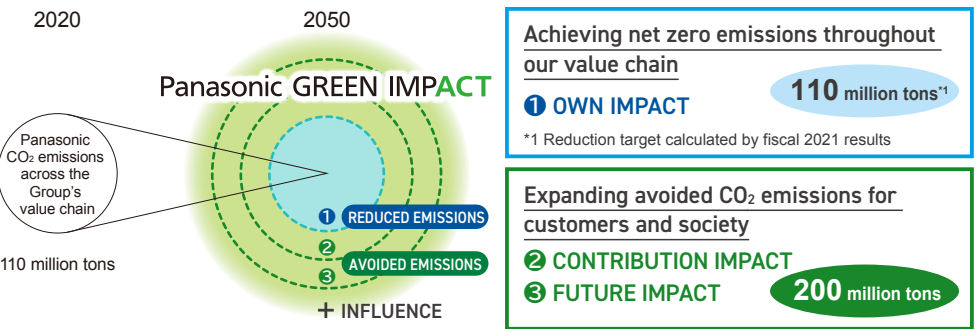 2020
2050
Panasonic GREEN IMPACT
Panasonic
CO₂ emissions
across the
Group's
value chain
110 million tons
❶ REDUCED EMISSIONS
❷
❸
AVOIDED EMISSIONS
+ INFLUENCE
Achieving net zero emissions throughout
our value chain
❶ OWN IMPACT
110 million tons*1
*1 Reduction target calculated by fiscal 2021 results
Expanding avoided CO₂ emissions for
customers and society
❷ CONTRIBUTION IMPACT
❸ FUTURE IMPACT
200 million tons